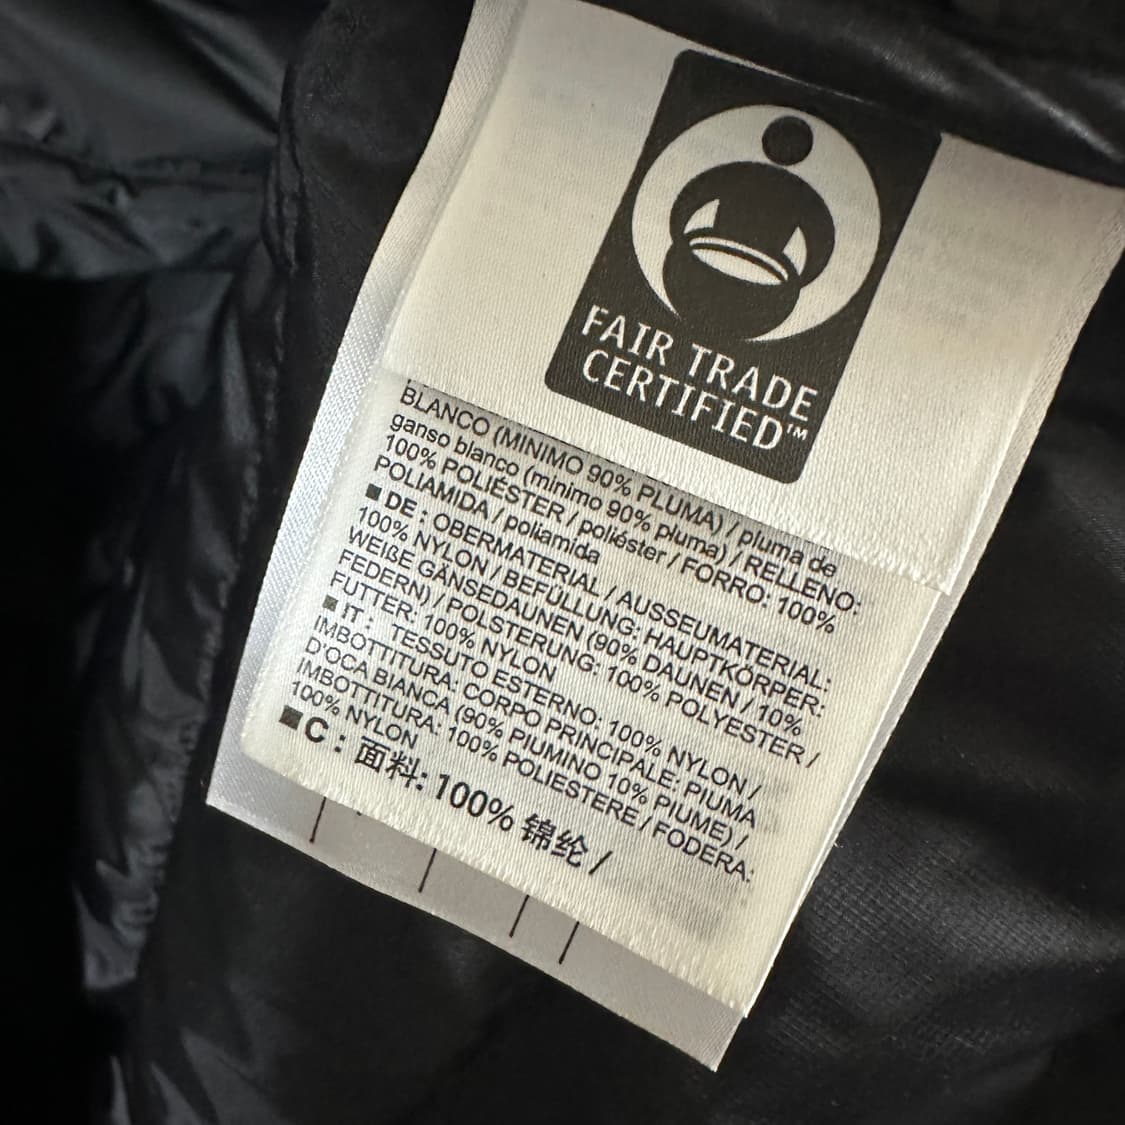 FAIR TRADE
CERTIFIED™
BLANCO (MINIMO 90% PLUMA) / pluma de
ganso blanco (minimo 90% pluma) / RELLENO:
100% POLIÉSTER / poliéster / FORRO: 100%
POLIAMIDA / poliamida
■ DE : OBERMATERIAL / AUSSEUMATERIAL:
100% NYLON / BEFÜLLUNG: HAUPTKÖRPER:
WEIßE GÄNSEDAUNEN (90% DAUNEN / 10%
FEDERN) / POLSTERUNG: 100% POLYESTER /
FUTTER: 100% NYLON
■ IT : TESSUTO ESTERNO: 100% NYLON /
IMBOTTITURA: CORPO PRINCIPALE: PIUMA
D'OCA BIANCA (90% PIUMINO 10% PIUME) /
IMBOTTITURA: 100% POLIESTERE / FODERA:
100% NYLON
■ C : 面料: 100% 锦纶 /